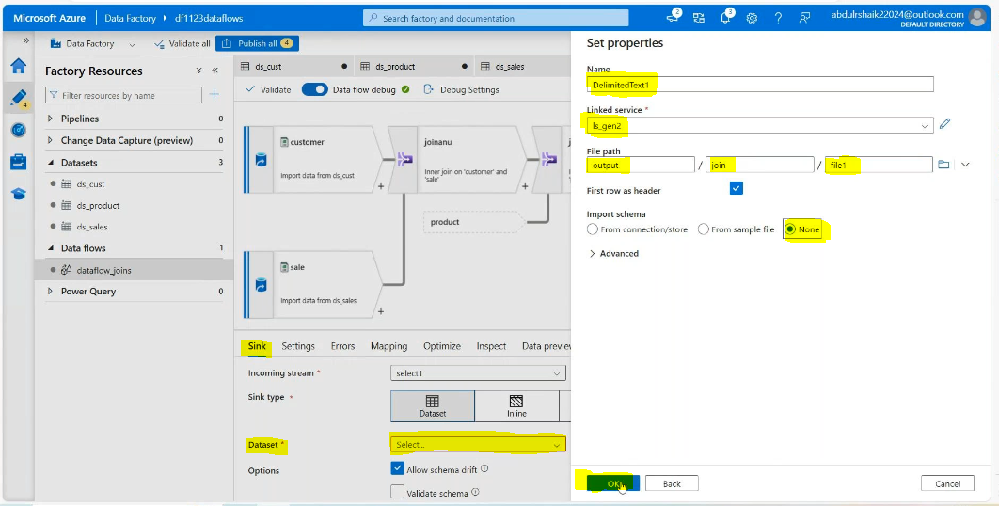 Microsoft Azure | Data Factory ▸ df1123dataflows
Search factory and documentation
2
3
abdulrshaik22024@outlook.com
DEFAULT DIRECTORY
Data Factory
Validate all
Publish all 4
Factory Resources
Filter resources by name
4
Pipelines 0
Change Data Capture (preview) 0
Datasets 3
ds_cust
ds_product
ds_sales
Data flows 1
dataflow_joins
Power Query 0
ds_cust
ds_product
ds_sales
Validate
Data flow debug
Debug Settings
customer
Import data from ds_cust
joinanu
Inner join on 'customer' and
'sale'
j
I
product
sale
Import data from ds_sales
+
+
+
Sink Settings Errors Mapping Optimize Inspect Data preview
Incoming stream *
select1
Sink type *
Dataset
Inline
Dataset *
Select...
Options
Allow schema drift
Validate schema
Set properties
Name
DelimitedText1
Linked service *
ls_gen2
File path
output / join / file1
First row as header
Import schema
From connection/store
From sample file
None
Advanced
OK
Back
Cancel